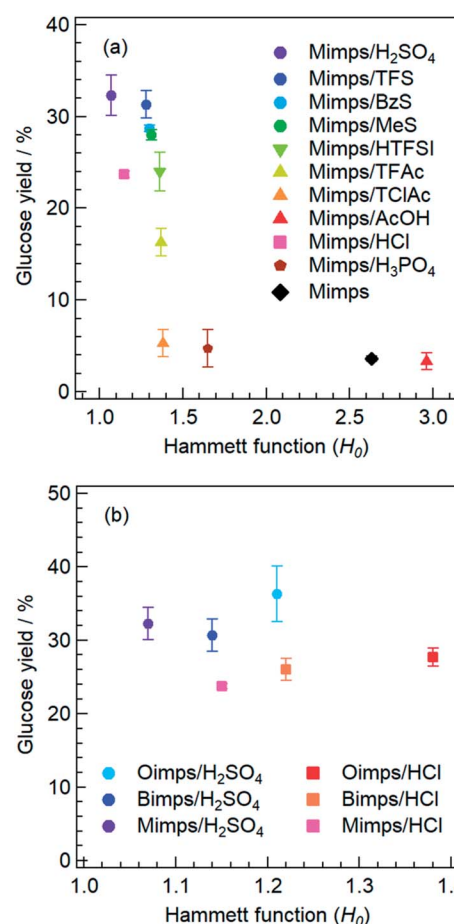 (a)
40
30
20
10
0
Glucose yield / %
Mimps/H₂SO₄
Mimps/TFS
Mimps/BzS
Mimps/MeS
Mimps/HTFSI
Mimps/TFAc
Mimps/TClAc
Mimps/AcOH
Mimps/HCl
Mimps/H₃PO₄
Mimps
1.0 1.5 2.0 2.5 3.0
Hammett function (H₀)
(b)
50
40
30
20
10
0
Glucose yield / %
Oimps/H₂SO₄ Oimps/HCl
Bimps/H₂SO₄ Bimps/HCl
Mimps/H₂SO₄ Mimps/HCl
1.0 1.1 1.2 1.3
Hammett function (H₀)